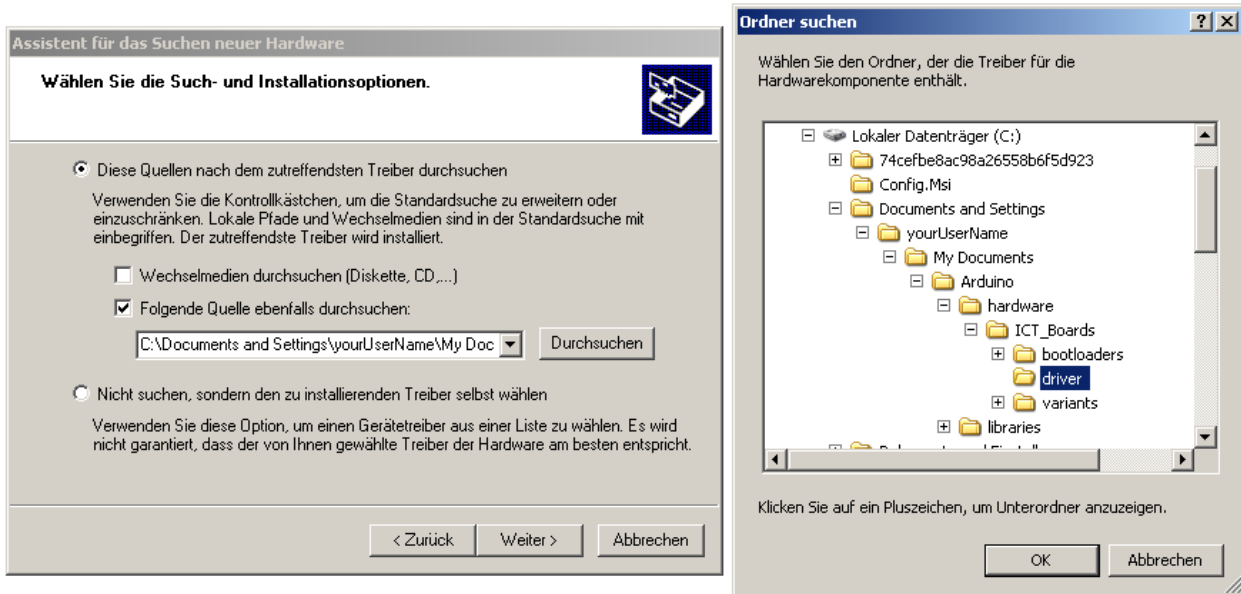 Assistent für das Suchen neuer Hardware
Wählen Sie die Such- und Installationsoptionen.
Diese Quellen nach dem zutreffendsten Treiber durchsuchen
Verwenden Sie die Kontrollkästchen, um die Standardsuche zu erweitern oder
einzuschränken. Lokale Pfade und Wechselmedien sind in der Standardsuche mit
einbegriffen. Der zutreffendste Treiber wird installiert.
Wechselmedien durchsuchen (Diskette, CD,...)
Folgende Quelle ebenfalls durchsuchen:
C:\Documents and Settings\yourUserName\My Doc
Durchsuchen
Nicht suchen, sondern den zu installierenden Treiber selbst wählen
Verwenden Sie diese Option, um einen Gerätetreiber aus einer Liste zu wählen. Es wird
nicht garantiert, dass der von Ihnen gewählte Treiber der Hardware am besten entspricht.
< Zurück
Weiter >
Abbrechen
Ordner suchen
Wählen Sie den Ordner, der die Treiber für die
Hardwarekomponente enthält.
Lokaler Datenträger (C:)
74cefbe8ac98a26558b6f5d923
Config.Msi
Documents and Settings
yourUserName
My Documents
Arduino
hardware
ICT_Boards
bootloaders
driver
variants
libraries
Klicken Sie auf ein Pluszeichen, um Unterordner anzuzeigen.
OK
Abbrechen